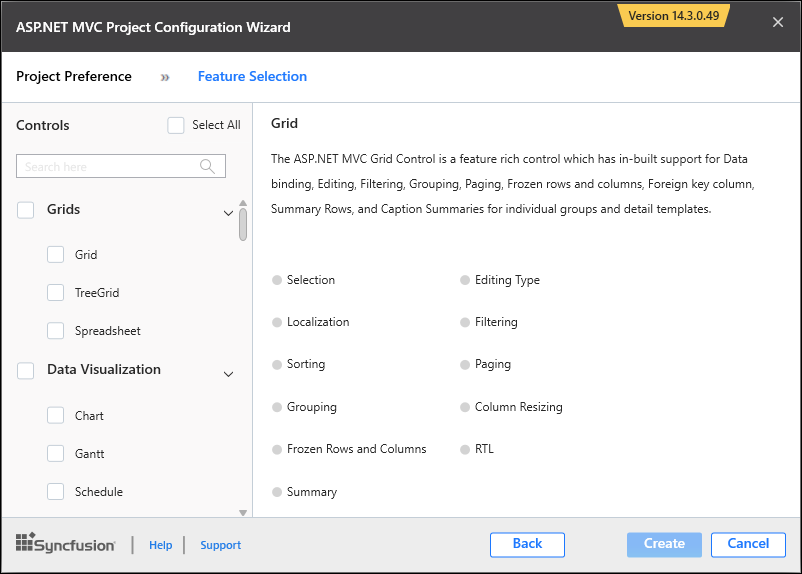 ASP.NET MVC Project Configuration Wizard
Version 14.3.0.49
Project Preference » Feature Selection
Controls
Select All
Search here
Grids
Grid
TreeGrid
Spreadsheet
Data Visualization
Chart
Gantt
Schedule
Grid
The ASP.NET MVC Grid Control is a feature rich control which has in-built support for Data
binding, Editing, Filtering, Grouping, Paging, Frozen rows and columns, Foreign key column,
Summary Rows, and Caption Summaries for individual groups and detail templates.
Selection
Editing Type
Localization
Filtering
Sorting
Paging
Grouping
Column Resizing
Frozen Rows and Columns
RTL
Summary
Syncfusion
Help
Support
Back
Create
Cancel